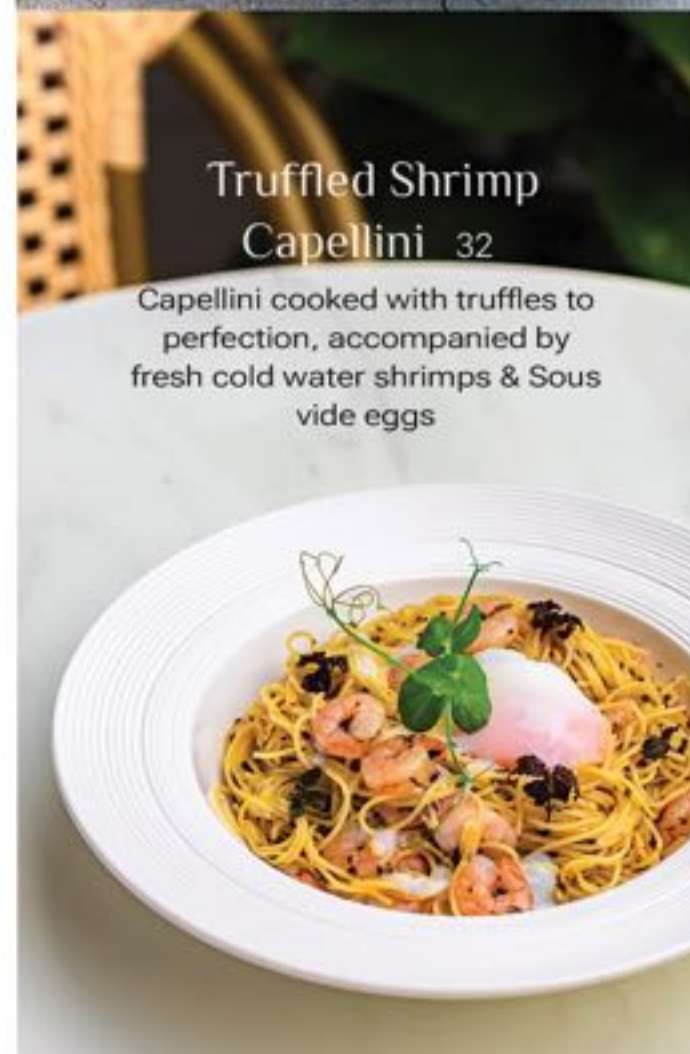 Truffled Shrimp
Capellini 32
Capellini cooked with truffles to
perfection, accompanied by
fresh cold water shrimps & Sous
vide eggs